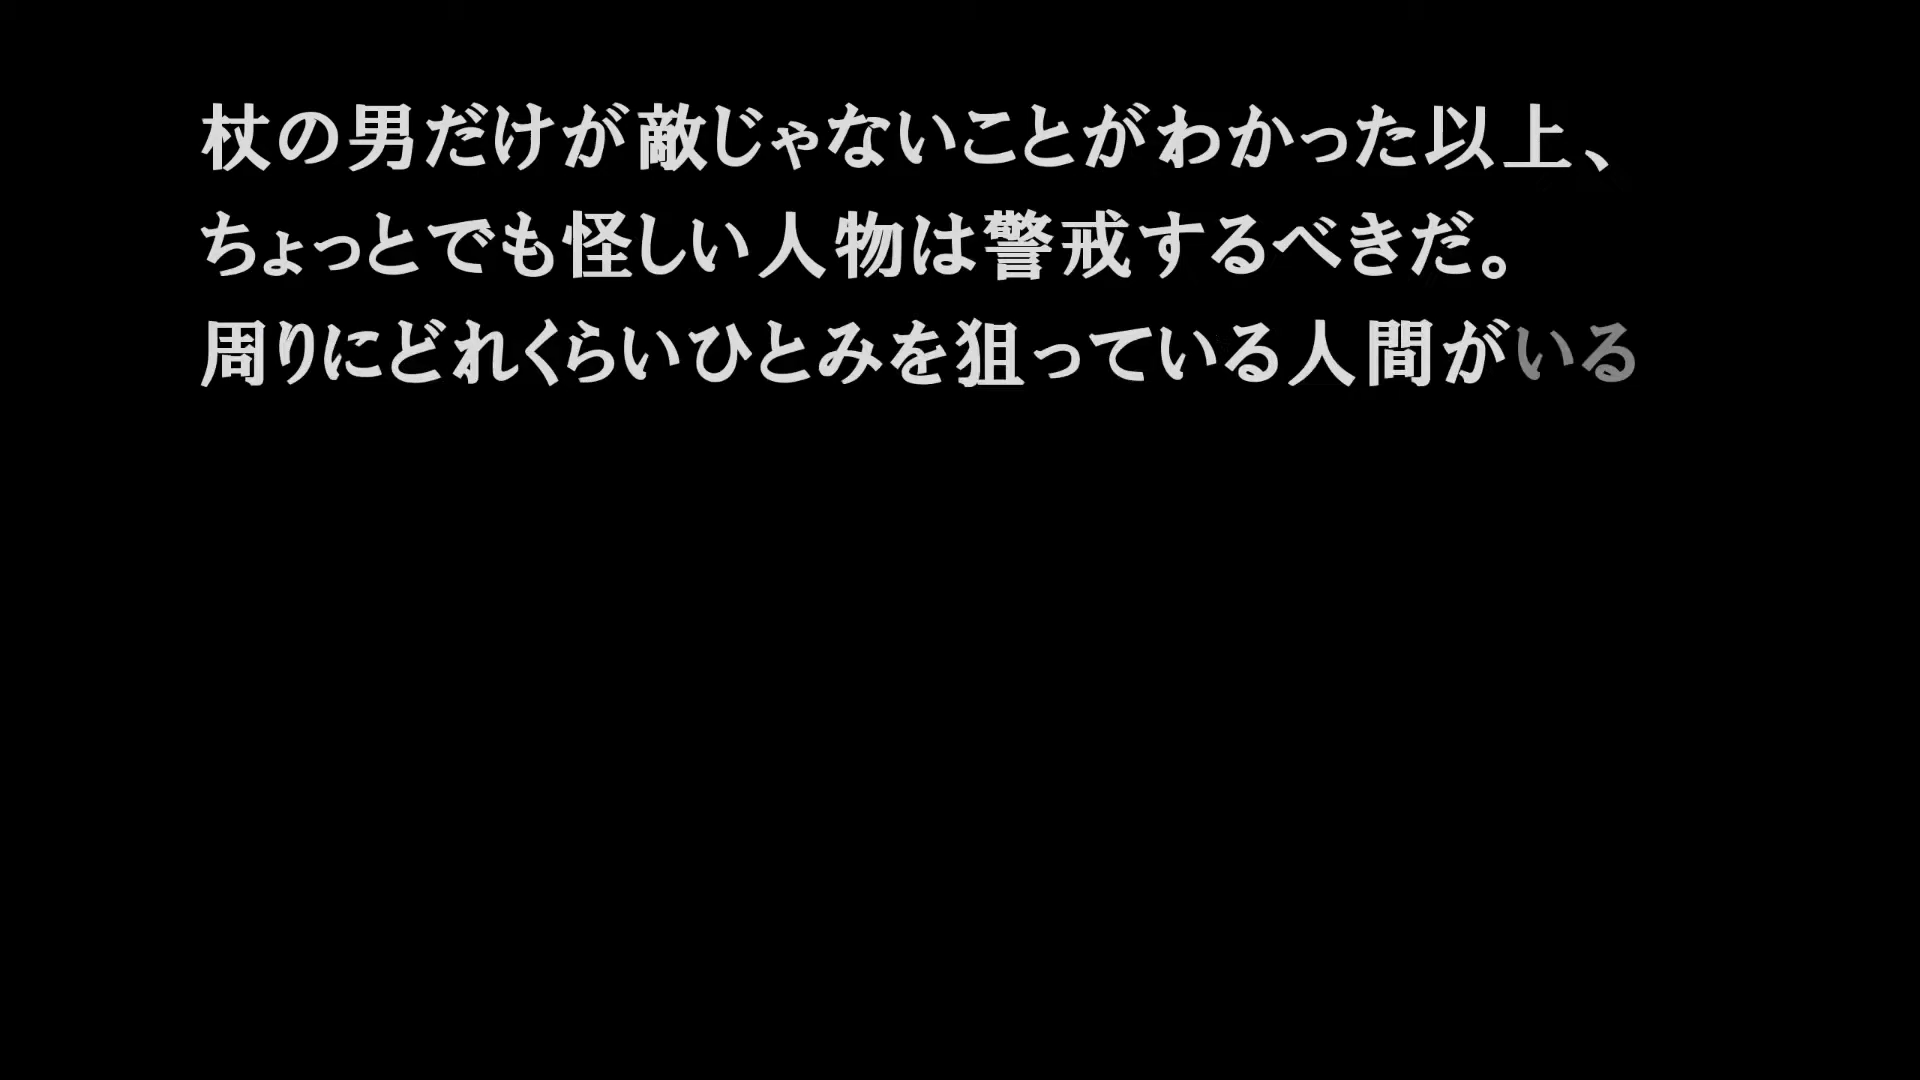 杖の男だけが敵じゃないことがわかった以上、
ちょっとでも怪しい人物は警戒するべきだ。
周りにどれくらいひとみを狙っている人間がいる